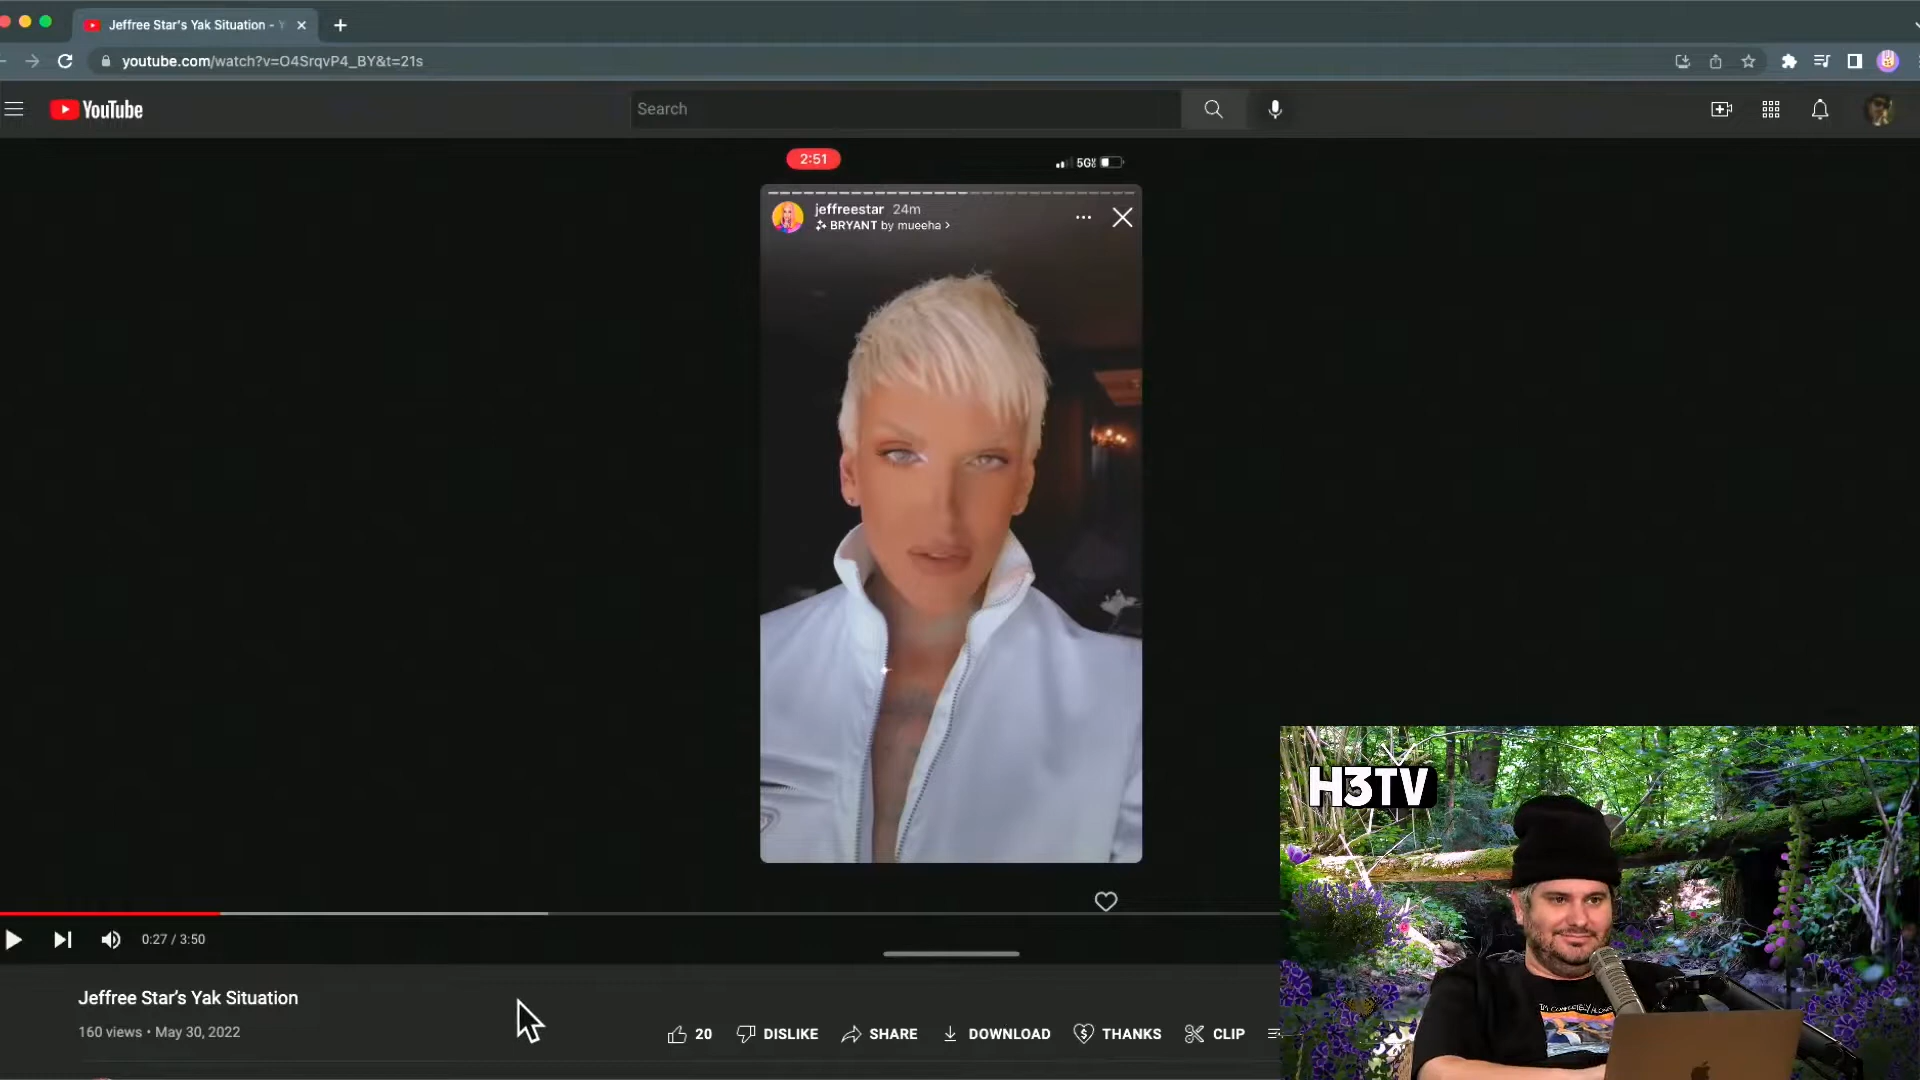 Jeffree Star's Yak Situation - Y
youtube.com/watch?v=O4SrqvP4_BY&t=21s
YouTube
Search
2:51
5G
jeffreestar 24m
BRYANT by mueeha >
H3TV
I'M COMPLETELY ALONE
0:27 / 3:50
Jeffree Star's Yak Situation
160 views • May 30, 2022
20
DISLIKE
SHARE
DOWNLOAD
THANKS
CLIP